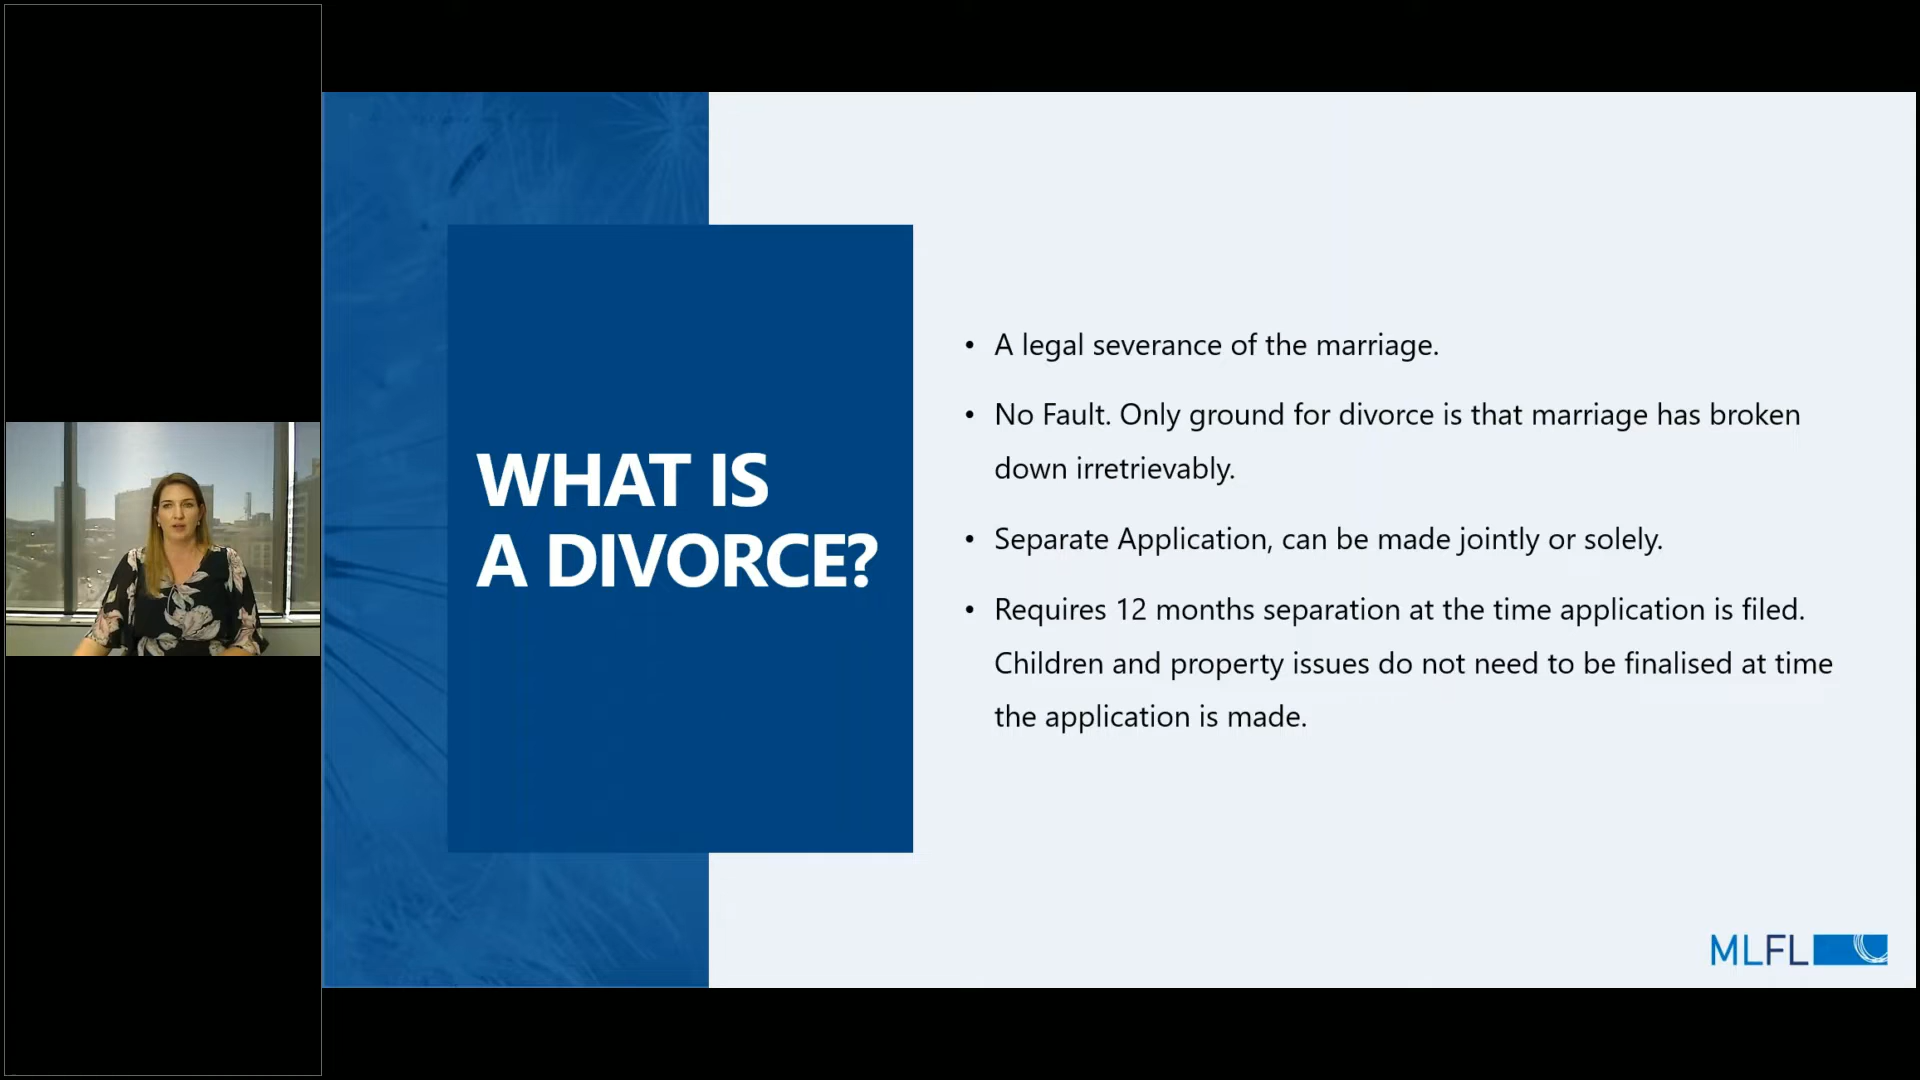 WHAT IS
A DIVORCE?
• A legal severance of the marriage.
• No Fault. Only ground for divorce is that marriage has broken
down irretrievably.
• Separate Application, can be made jointly or solely.
• Requires 12 months separation at the time application is filed.
Children and property issues do not need to be finalised at time
the application is made.
MLFL